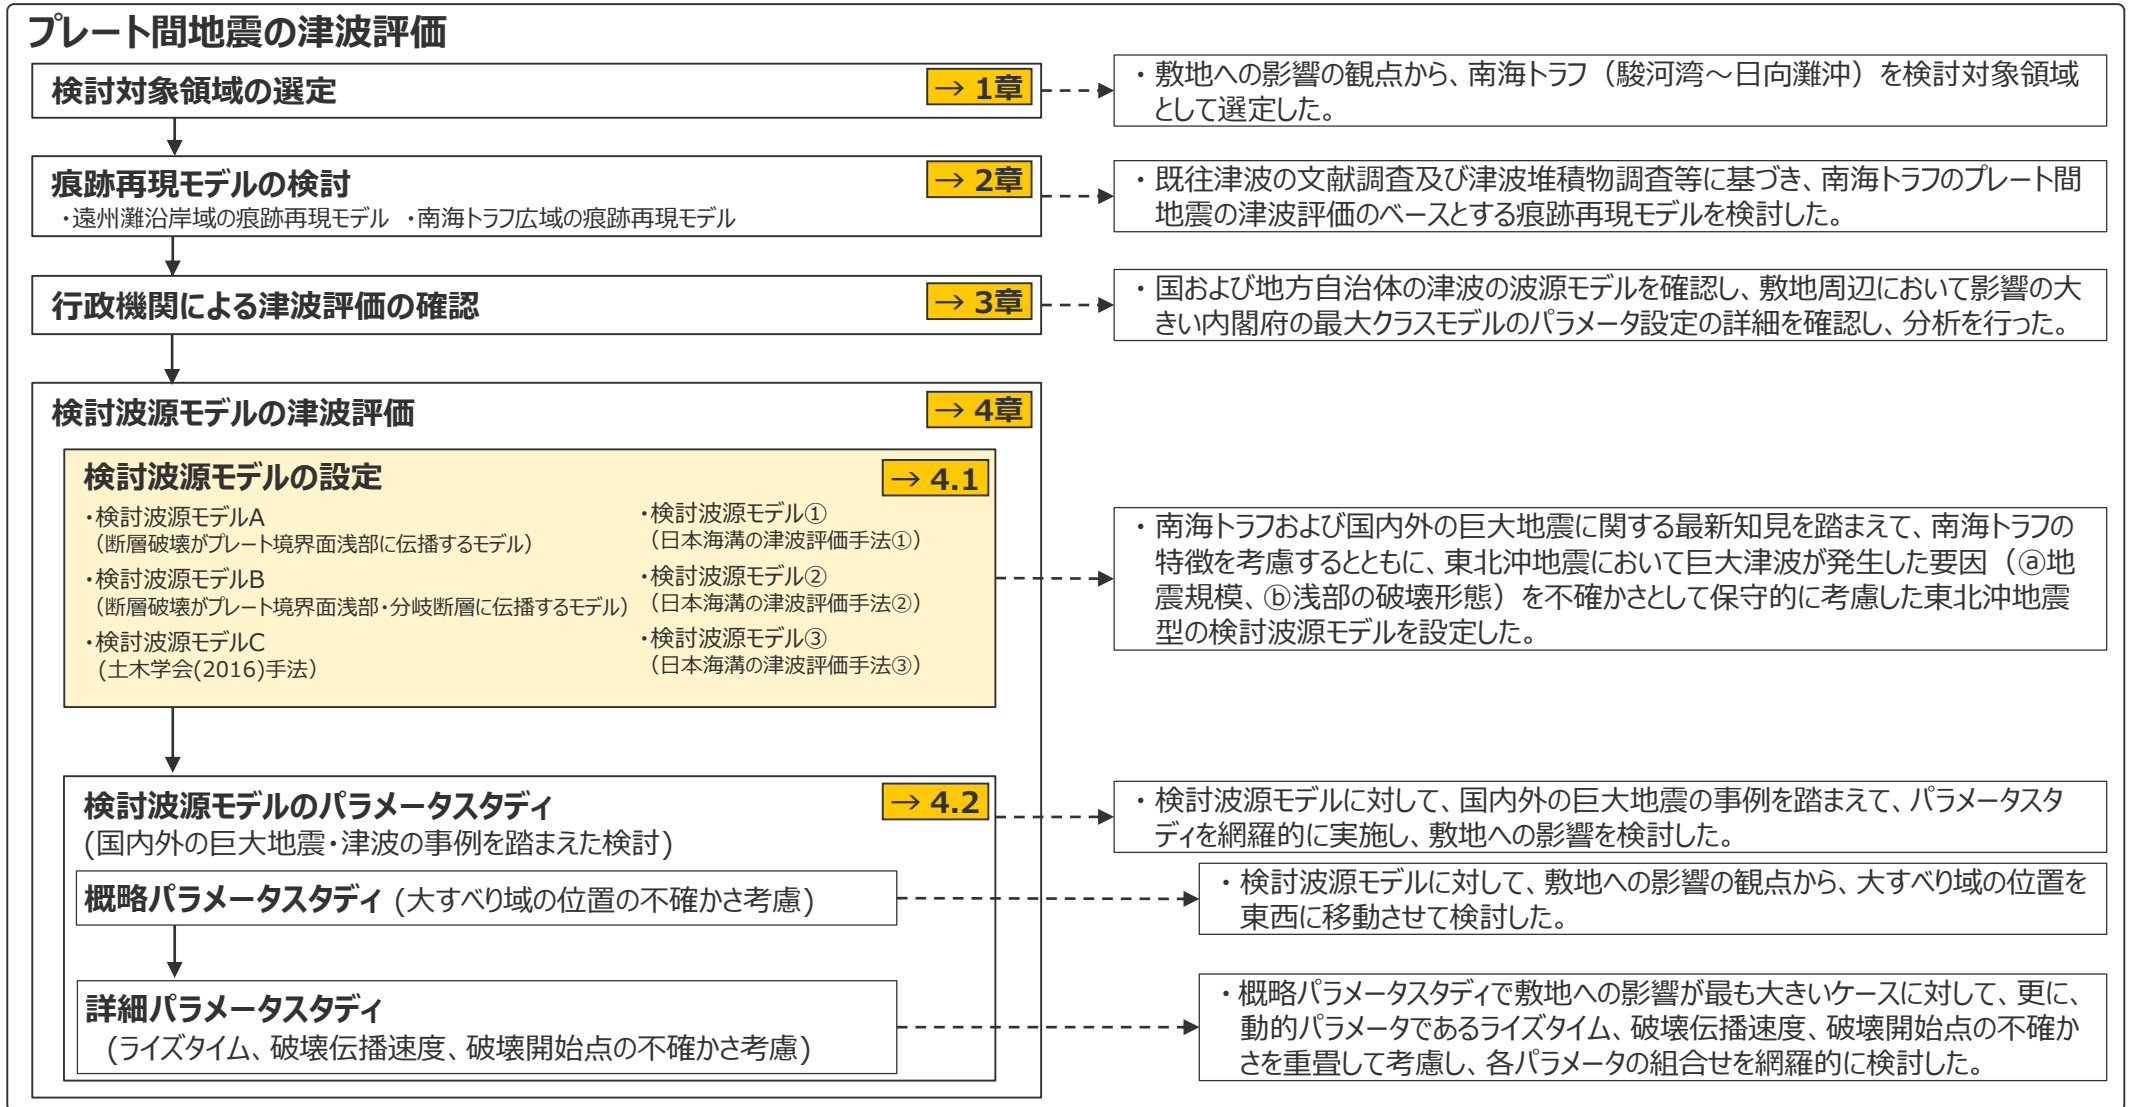 プレート間地震の津波評価
検討対象領域の選定
→ 1章
・敷地への影響の観点から、南海トラフ（駿河湾～日向灘沖）を検討対象領域
として選定した。
痕跡再現モデルの検討
→ 2章
・遠州灘沿岸域の痕跡再現モデル ・南海トラフ広域の痕跡再現モデル
・既往津波の文献調査及び津波堆積物調査等に基づき、南海トラフのプレート間
地震の津波評価のベースとする痕跡再現モデルを検討した。
行政機関による津波評価の確認
→ 3章
・国および地方自治体の津波の波源モデルを確認し、敷地周辺において影響の大
きい内閣府の最大クラスモデルのパラメータ設定の詳細を確認し、分析を行った。
検討波源モデルの津波評価
→ 4章
検討波源モデルの設定
→ 4.1
・検討波源モデルA
（断層破壊がプレート境界面浅部に伝播するモデル）
・検討波源モデルB
（断層破壊がプレート境界面浅部・分岐断層に伝播するモデル）
・検討波源モデルC
(土木学会(2016)手法）
・検討波源モデル①
（日本海溝の津波評価手法①）
・検討波源モデル②
（日本海溝の津波評価手法②）
・検討波源モデル③
（日本海溝の津波評価手法③）
・南海トラフおよび国内外の巨大地震に関する最新知見を踏まえて、南海トラフの
特徴を考慮するとともに、東北沖地震において巨大津波が発生した要因（ⓐ地
震規模、ⓑ浅部の破壊形態）を不確かさとして保守的に考慮した東北沖地震
型の検討波源モデルを設定した。
検討波源モデルのパラメータスタディ
→ 4.2
(国内外の巨大地震・津波の事例を踏まえた検討)
・検討波源モデルに対して、国内外の巨大地震の事例を踏まえて、パラメータスタ
ディを網羅的に実施し、敷地への影響を検討した。
概略パラメータスタディ (大すべり域の位置の不確かさ考慮)
・検討波源モデルに対して、敷地への影響の観点から、大すべり域の位置を
東西に移動させて検討した。
詳細パラメータスタディ
(ライズタイム、破壊伝播速度、破壊開始点の不確かさ考慮)
・概略パラメータスタディで敷地への影響が最も大きいケースに対して、更に、
動的パラメータであるライズタイム、破壊伝播速度、破壊開始点の不確か
さを重畳して考慮し、各パラメータの組合せを網羅的に検討した。